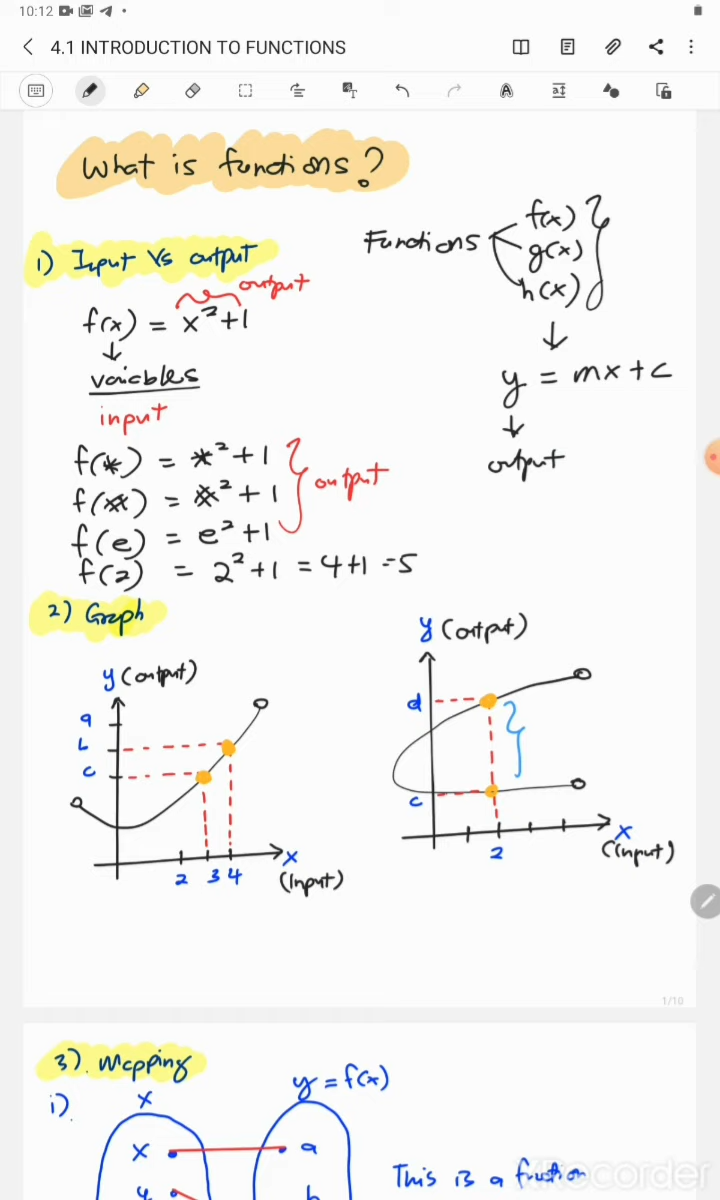 10:12
4.1 INTRODUCTION TO FUNCTIONS
What is functions?
1) Input Vs output
Functions
f(x)
g(x)
h(x)
output
f(x) = x²+1
variables
input
y = mx+c
output
f(*) = *²+1
output
f(e) = e²+1
f(2) = 2²+1 = 4+1 =5
2) Graph
y (output)
a
b
c
2 3 4
x
(Input)
y (output)
d
c
2
x
(Input)
1/10
3). Mapping
i).
x
y = f(x)
x
a
y
b
This is a function
XRecorder